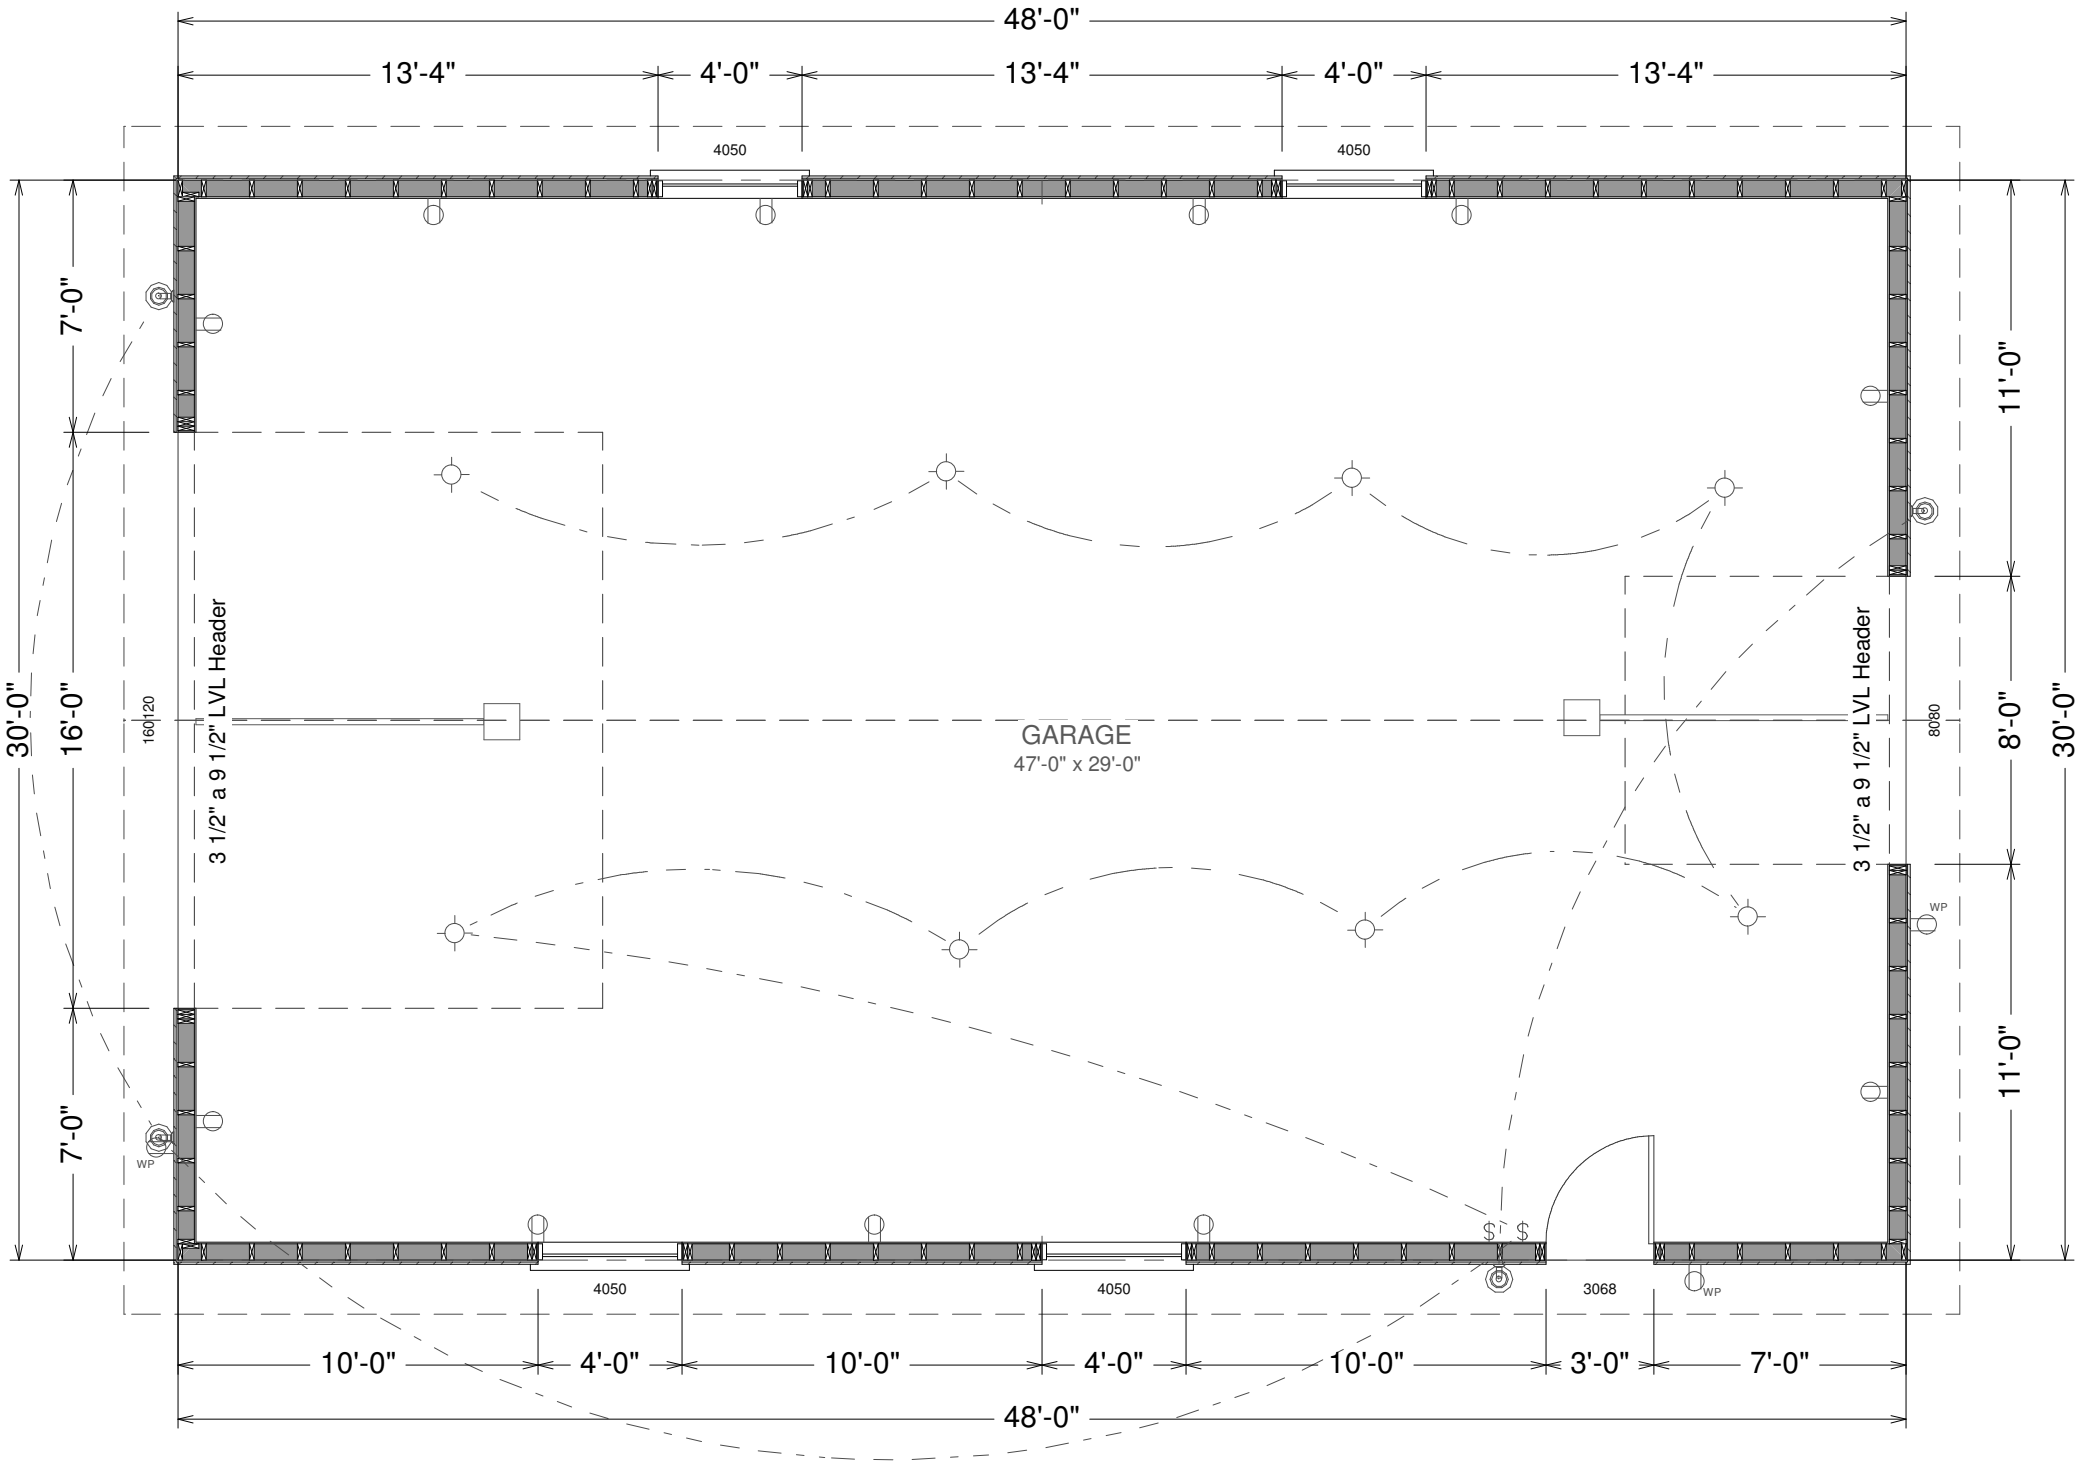 48'-0"
13'-4" 4'-0" 13'-4" 4'-0" 13'-4"
4050 4050
7'-0"
11'-0"
30'-0"
16'-0"
160120
3 1/2" a 9 1/2" LVL Header
GARAGE
47'-0" x 29'-0"
3 1/2" a 9 1/2" LVL Header
8080
8'-0"
30'-0"
WP
7'-0"
WP
11'-0"
$ $
4050 4050 3068 WP
10'-0" 4'-0" 10'-0" 4'-0" 10'-0" 3'-0" 7'-0"
48'-0"